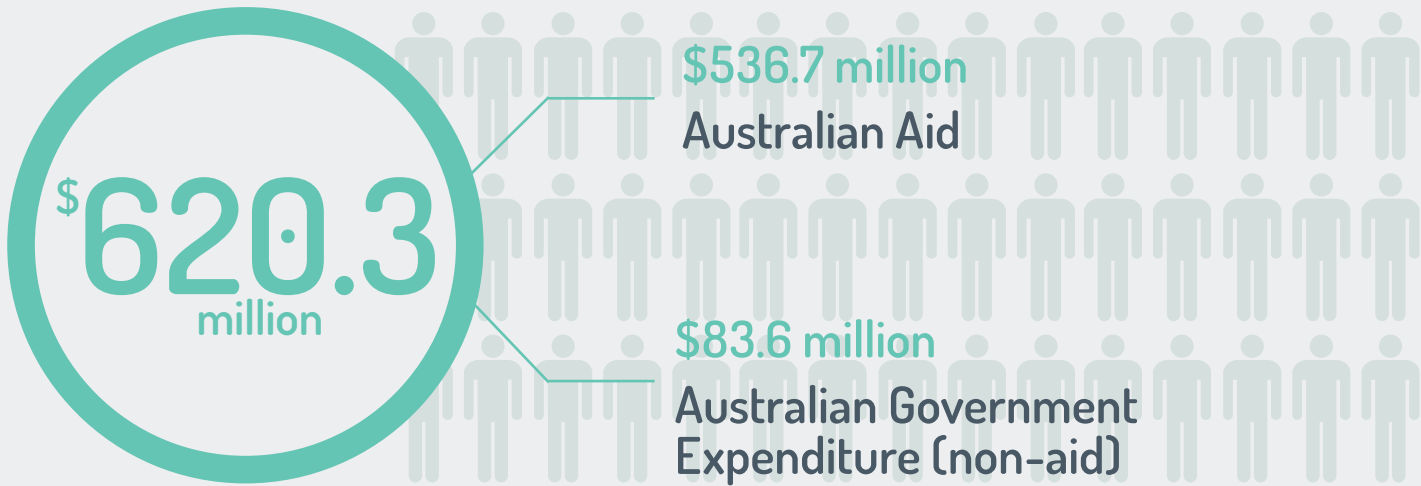 $620.3
million
$536.7 million
Australian Aid
$83.6 million
Australian Government
Expenditure (non-aid)